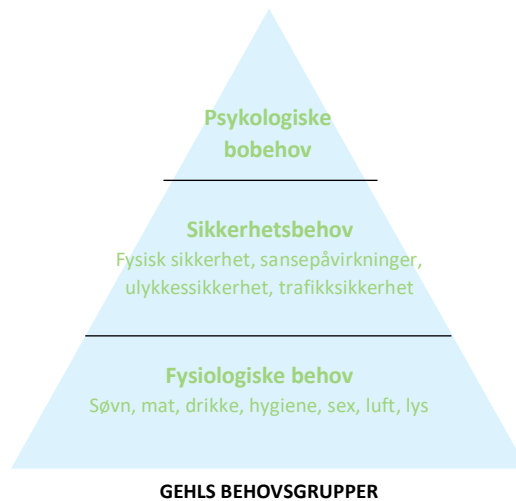 Psykologiske
bobehov
Sikkerhetsbehov
Fysisk sikkerhet, sansepåvirkninger,
ulykkessikkerhet, trafikksikkerhet
Fysiologiske behov
Søvn, mat, drikke, hygiene, sex, luft, lys
GEHLS BEHOVSGRUPPER